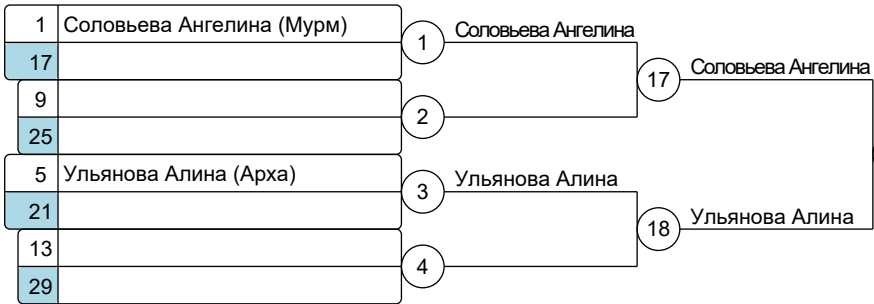 1 Соловьева Ангелина (Мурм)
17
9
25
5 Ульянова Алина (Арха)
21
13
29
1 Соловьева Ангелина
2
3 Ульянова Алина
4
17 Соловьева Ангелина
18 Ульянова Алина